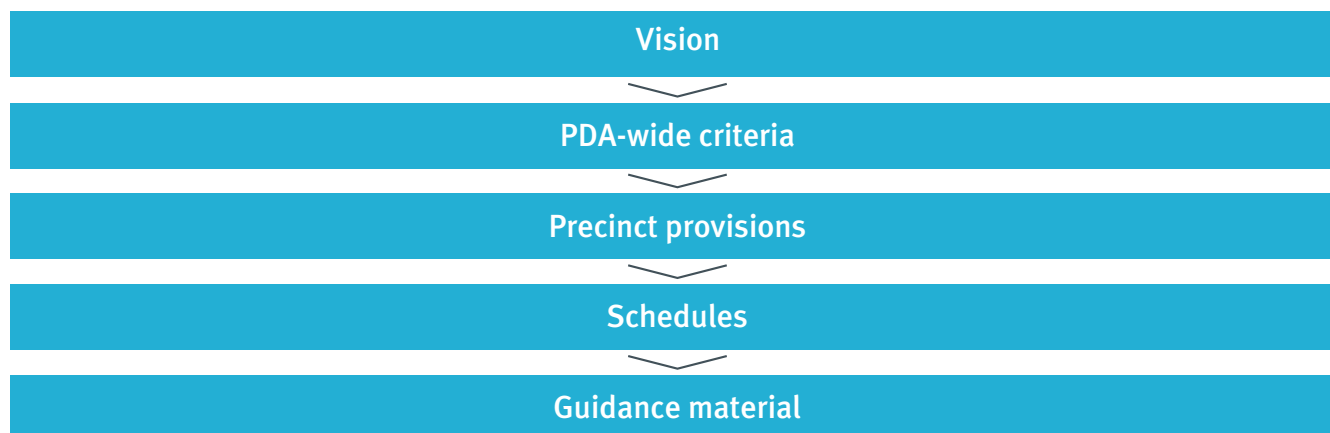 Vision
PDA-wide criteria
Precinct provisions
Schedules
Guidance material